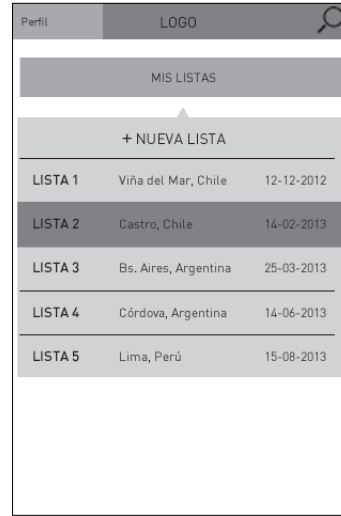 Perfil LOGO
MIS LISTAS
+ NUEVA LISTA
LISTA 1 Viña del Mar, Chile 12-12-2012
LISTA 2 Castro, Chile 14-02-2013
LISTA 3 Bs. Aires, Argentina 25-03-2013
LISTA 4 Córdova, Argentina 14-06-2013
LISTA 5 Lima, Perú 15-08-2013